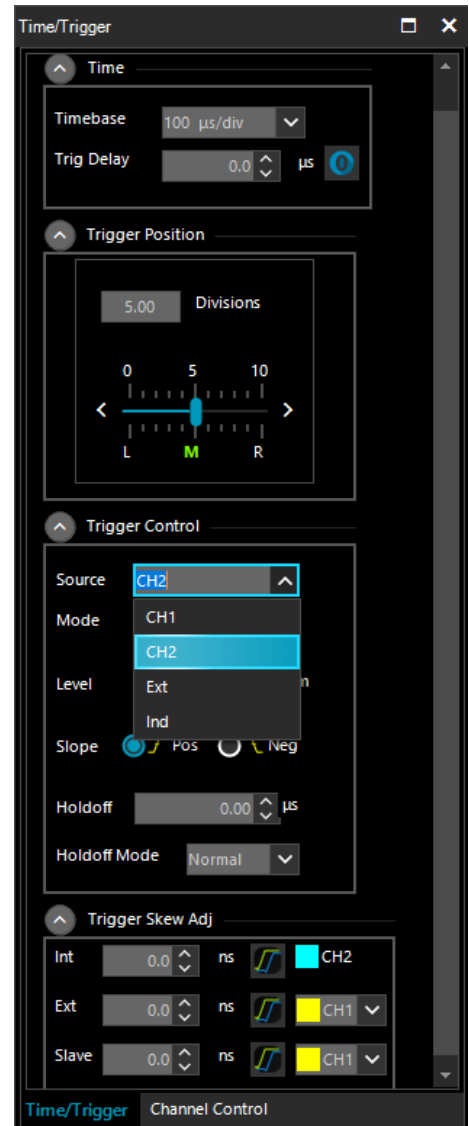 Time/Trigger
Time
Timebase 100 µs/div
Trig Delay 0.0 µs
Trigger Position
5.00 Divisions
0 5 10
L M R
Trigger Control
Source CH2
Mode CH1
CH2
Level Ext
Ind
Slope Pos Neg
Holdoff 0.00 µs
Holdoff Mode Normal
Trigger Skew Adj
Int 0.0 ns CH2
Ext 0.0 ns CH1
Slave 0.0 ns CH1
Time/Trigger Channel Control